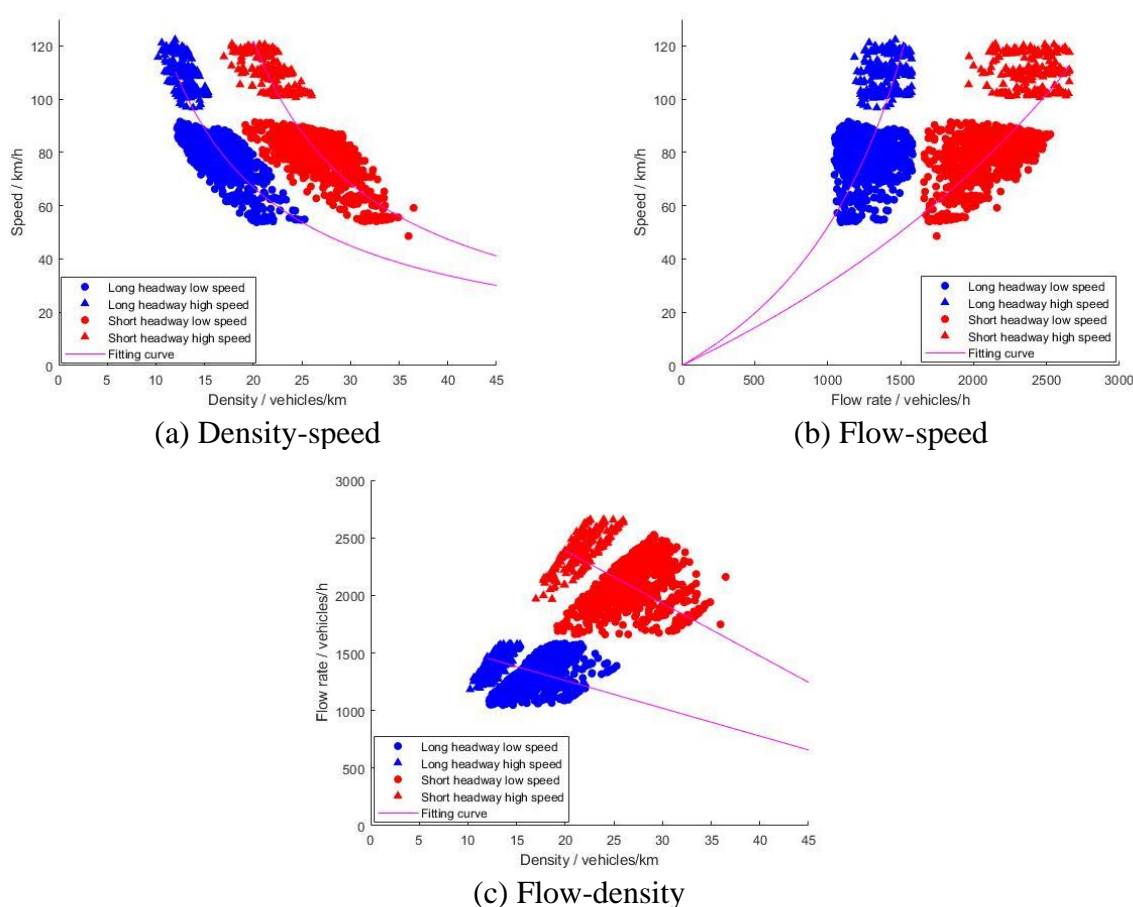 120
100
80
60
40
20
0
Speed / km/h
Long headway low speed
Long headway high speed
Short headway low speed
Short headway high speed
Fitting curve
0 5 10 15 20 25 30 35 40 45
Density / vehicles/km
(a) Density-speed
120
100
80
60
40
20
0
Speed / km/h
Long headway low speed
Long headway high speed
Short headway low speed
Short headway high speed
Fitting curve
0 500 1000 1500 2000 2500 3000
Flow rate / vehicles/h
(b) Flow-speed
3000
2500
2000
1500
1000
500
0
Flow rate / vehicles/h
Long headway low speed
Long headway high speed
Short headway low speed
Short headway high speed
Fitting curve
0 5 10 15 20 25 30 35 40 45
Density / vehicles/km
(c) Flow-density